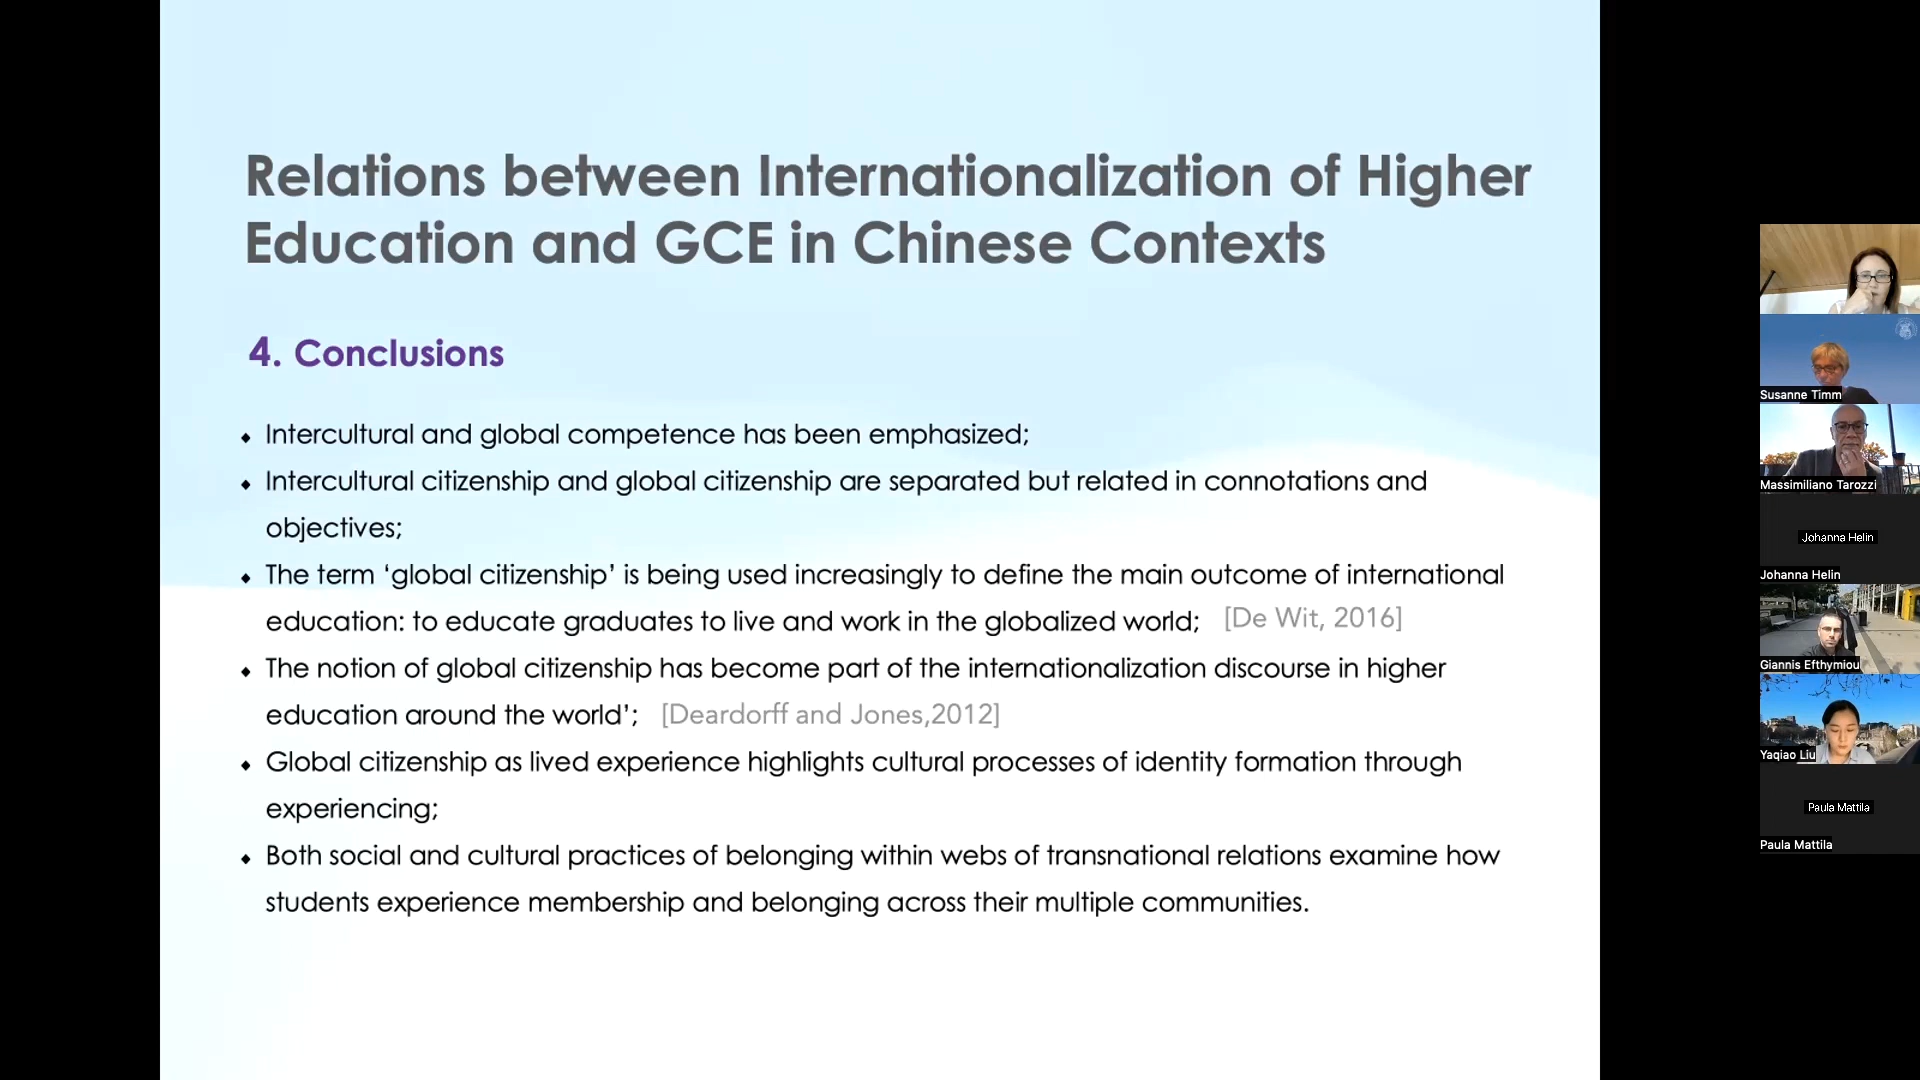 Relations between Internationalization of Higher
Education and GCE in Chinese Contexts
4. Conclusions
Intercultural and global competence has been emphasized;
Intercultural citizenship and global citizenship are separated but related in connotations and
objectives;
The term ‘global citizenship’ is being used increasingly to define the main outcome of international
education: to educate graduates to live and work in the globalized world; [De Wit, 2016]
The notion of global citizenship has become part of the internationalization discourse in higher
education around the world’; [Deardorff and Jones,2012]
Global citizenship as lived experience highlights cultural processes of identity formation through
experiencing;
Both social and cultural practices of belonging within webs of transnational relations examine how
students experience membership and belonging across their multiple communities.
Susanne Timm
Massimiliano Tarozzi
Johanna Helin
Johanna Helin
Giannis Efthymiou
Yaqiao Liu
Paula Mattila
Paula Mattila